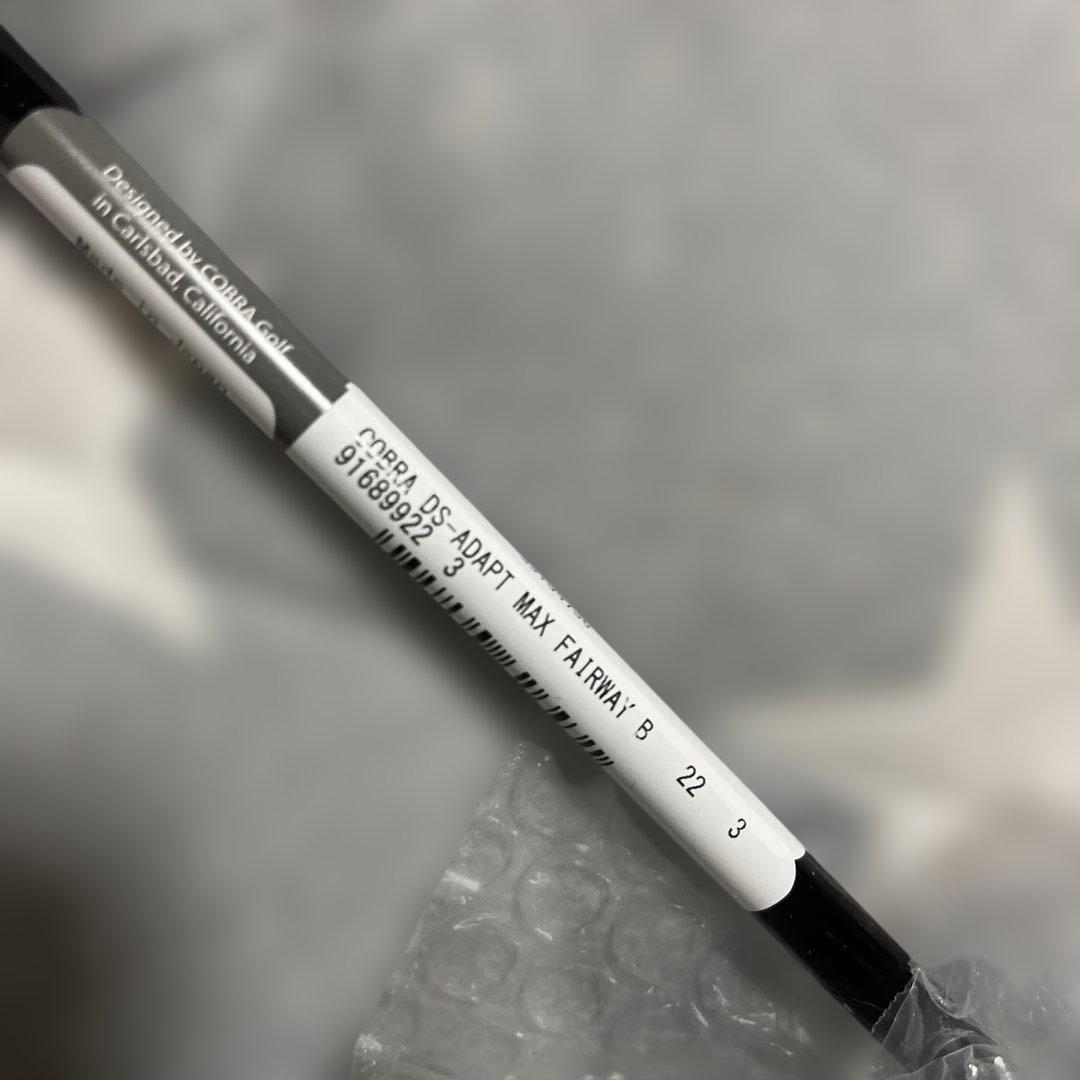 Designed by COBRA Golf
in Carlsbad, California
COBRA DS-ADAPT MAX FAIRWAY B 22 3
91689922 3